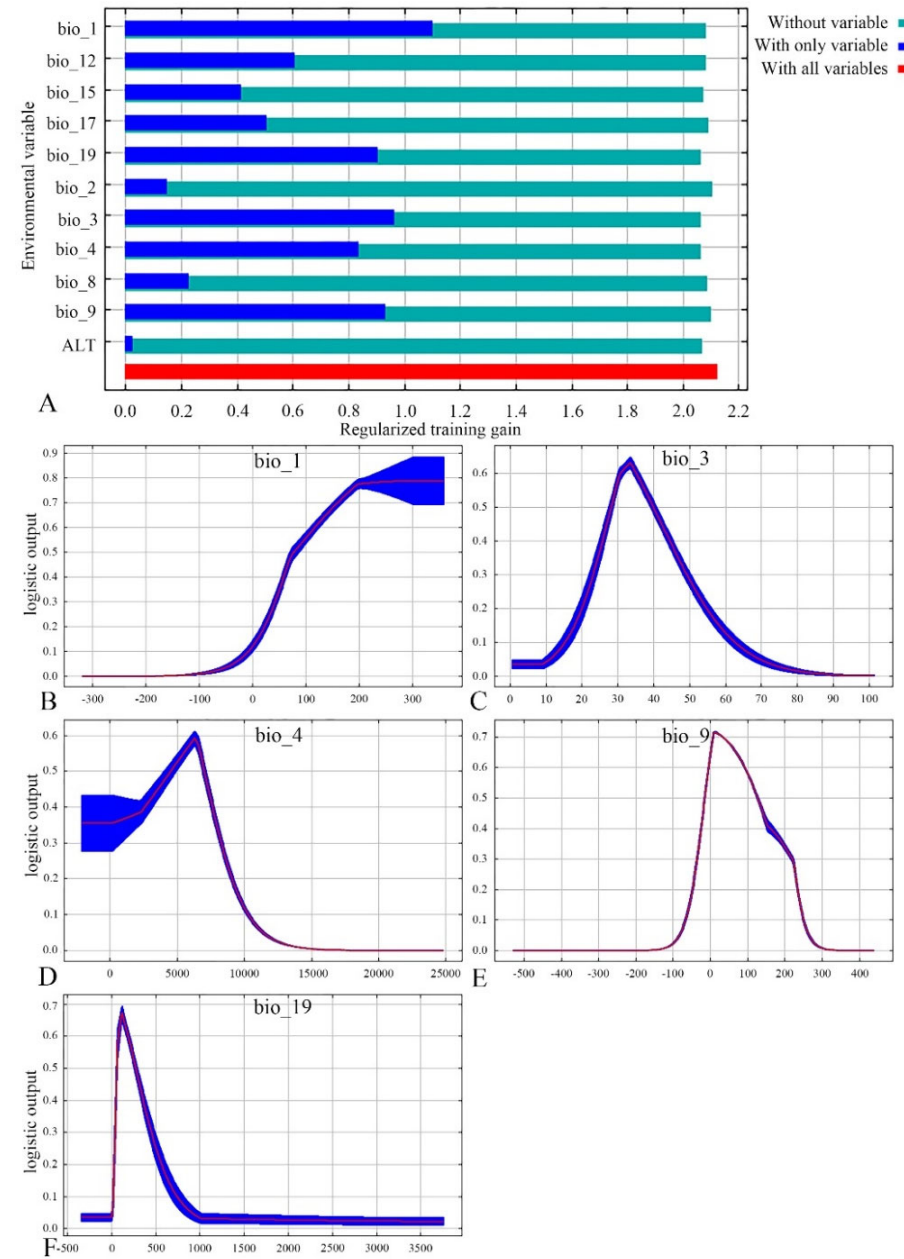 bio_1
bio_12
bio_15
bio_17
bio_19
bio_2
bio_3
bio_4
bio_8
bio_9
ALT
Environmental variable
0.0 0.2 0.4 0.6 0.8 1.0 1.2 1.4 1.6 1.8 2.0 2.2
Regularized training gain
A
Without variable
With only variable
With all variables
bio_1
0.9
0.8
0.7
0.6
0.5
0.4
0.3
0.2
0.1
0.0
logistic output
-300 -200 -100 0 100 200 300
B
bio_3
0.6
0.5
0.4
0.3
0.2
0.1
0.0
0 10 20 30 40 50 60 70 80 90 100
C
bio_4
0.6
0.5
0.4
0.3
0.2
0.1
0.0
logistic output
0 5000 10000 15000 20000 25000
D
bio_9
0.7
0.6
0.5
0.4
0.3
0.2
0.1
0.0
-500 -400 -300 -200 -100 0 100 200 300 400
E
bio_19
0.7
0.6
0.5
0.4
0.3
0.2
0.1
0.0
logistic output
-500 0 500 1000 1500 2000 2500 3000 3500
F